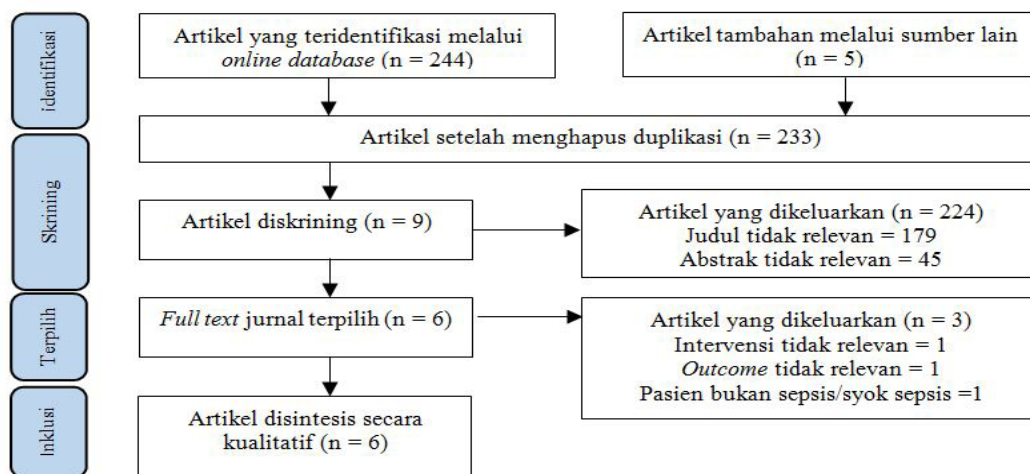 identifikasi
Artikel yang teridentifikasi melalui
online database (n = 244)
Artikel tambahan melalui sumber lain
(n = 5)
Artikel setelah menghapus duplikasi (n = 233)
Skrining
Artikel diskrining (n = 9)
Artikel yang dikeluarkan (n = 224)
Judul tidak relevan = 179
Abstrak tidak relevan = 45
Terpilih
Full text jurnal terpilih (n = 6)
Artikel yang dikeluarkan (n = 3)
Intervensi tidak relevan = 1
Outcome tidak relevan = 1
Pasien bukan sepsis/syok sepsis =1
Inklusi
Artikel disintesis secara
kualitatif (n = 6)